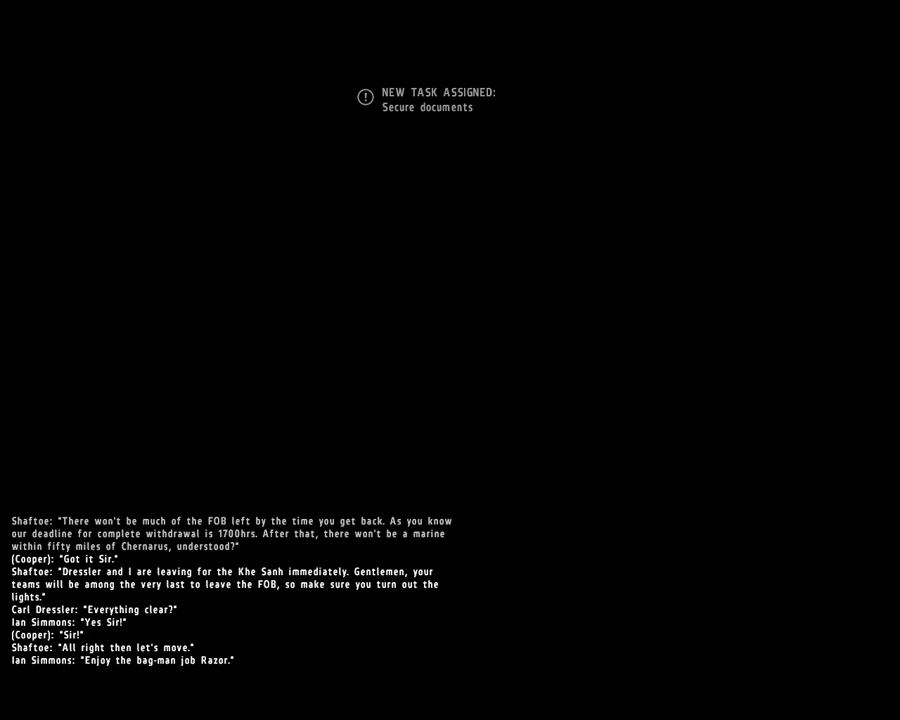 NEW TASK ASSIGNED:
Secure documents
Shaftoe: "There won't be much of the FOB left by the time you get back. As you know
our deadline for complete withdrawal is 1700hrs. After that, there won't be a marine
within fifty miles of Chernarus, understood?"
(Cooper): "Got it Sir."
Shaftoe: "Dressler and I are leaving for the Khe Sanh immediately. Gentlemen, your
teams will be among the very last to leave the FOB, so make sure you turn out the
lights."
Carl Dressler: "Everything clear?"
Ian Simmons: "Yes Sir!"
(Cooper): "Sir!"
Shaftoe: "All right then let's move."
Ian Simmons: "Enjoy the bag-man job Razor."